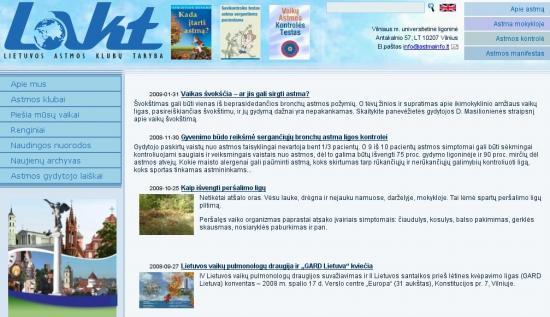 LOVkt
LIETUVOS ASTMOS KLUBŲ TARYBA
Kada įtarti astmą?
Vaikų Astmos Kontrolės Testas
Vilniaus m. universitetinė ligoninė
Antakalnio 57, LT 10207 Vilnius
El.paštas info@astmainfo.lt
Apie astmą
Astma mokykloje
Astmos kontrolė
Astmos manifestas
Apie mus
Astmos klubai
Piešia mūsų vaikai
Renginiai
Naudingos nuorodos
Naujienų archyvas
Astmos gydytojo laiškai
2009-01-31 Vaikas švokščia – ar jis gali sirgti astma?
Švokštimas gali būti vienas iš beprasidedančios bronchų astmos požymių. O tėvų žinios ir supratimas apie ikimokyklinio amžiaus vaikų
ligas, pasireiškiančias švokštimu, ir jų gydymą dažnai yra nepakankamas. Skaitykite panevėžietės gydytojos D. Masilionienės straipsnį
apie vaikų švokštimą.
2008-11-30 Gyvenimo būdo reikšmė sergančiųjų bronchų astma ligos kontrolei
Gydytojo paskirtų vaistų nuo astmos taisyklingai nevartoja bent 1/3 pacientų. O 9 iš 10 pacientų astmos simptomai gali būti sėkmingai
kontroliuojami saugiais ir veiksmingais vaistais nuo astmos, dėl to galima būtų išvengti 75 proc. gydymo ligoninėje ir 90 proc. mirčių dėl
astmos atvejų. Kokie maisto alergenai gali paūminti astmą, koks skirtumas tarp rūkančiųjų ir nerūkančiųjų galimybių kontroliuoti ligą,
koks sportas tinkamas astmininkams...
2009-10-25 Kaip išvengti peršalimo ligų
Netikėtai atšalo oras. Vėsu lauke, drėgna ir nejauku namuose, darželyje, mokykloje. Tai lėmė spartų peršalimo ligų
plitimą.
Peršalęs vaiko organizmas paprastai atsako įvairiais simptomais: čiaudulys, kosulys, balso pakimimas, gerklės
skausmas, nosiaryklės paburkimas ir pan.
2008-09-27 Lietuvos vaikų pulmonologų draugija ir „GARD Lietuva“ kviečia
IV Lietuvos vaikų pulmonologų draugijos suvažiavimas ir II Lietuvos santalkos prieš lėtines kvėpavimo ligas (GARD
Lietuva) konventas – 2008 m. spalio 17 d. Verslo centre „Europa“ (31 aukštas), Konstitucijos pr. 7, Vilniuje.